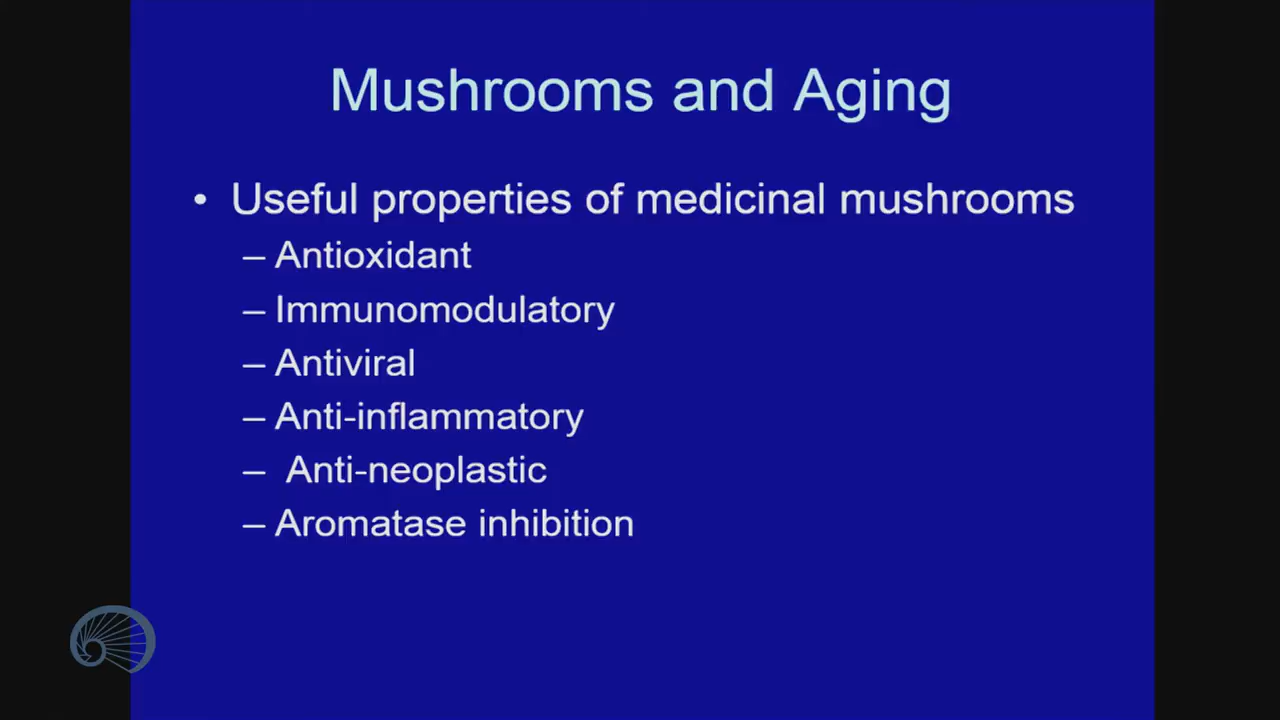 Mushrooms and Aging
• Useful properties of medicinal mushrooms
– Antioxidant
– Immunomodulatory
– Antiviral
– Anti-inflammatory
– Anti-neoplastic
– Aromatase inhibition